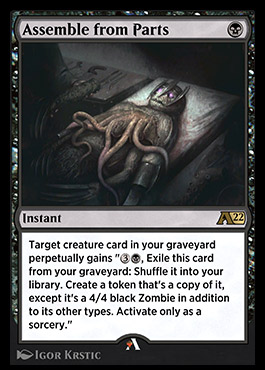 Assemble from Parts
Instant
A22
Target creature card in your graveyard
perpetually gains "3, Exile this card
from your graveyard: Shuffle it into your
library. Create a token that's a copy of it,
except it's a 4/4 black Zombie in addition
to its other types. Activate only as a
sorcery."
Igor Krstic